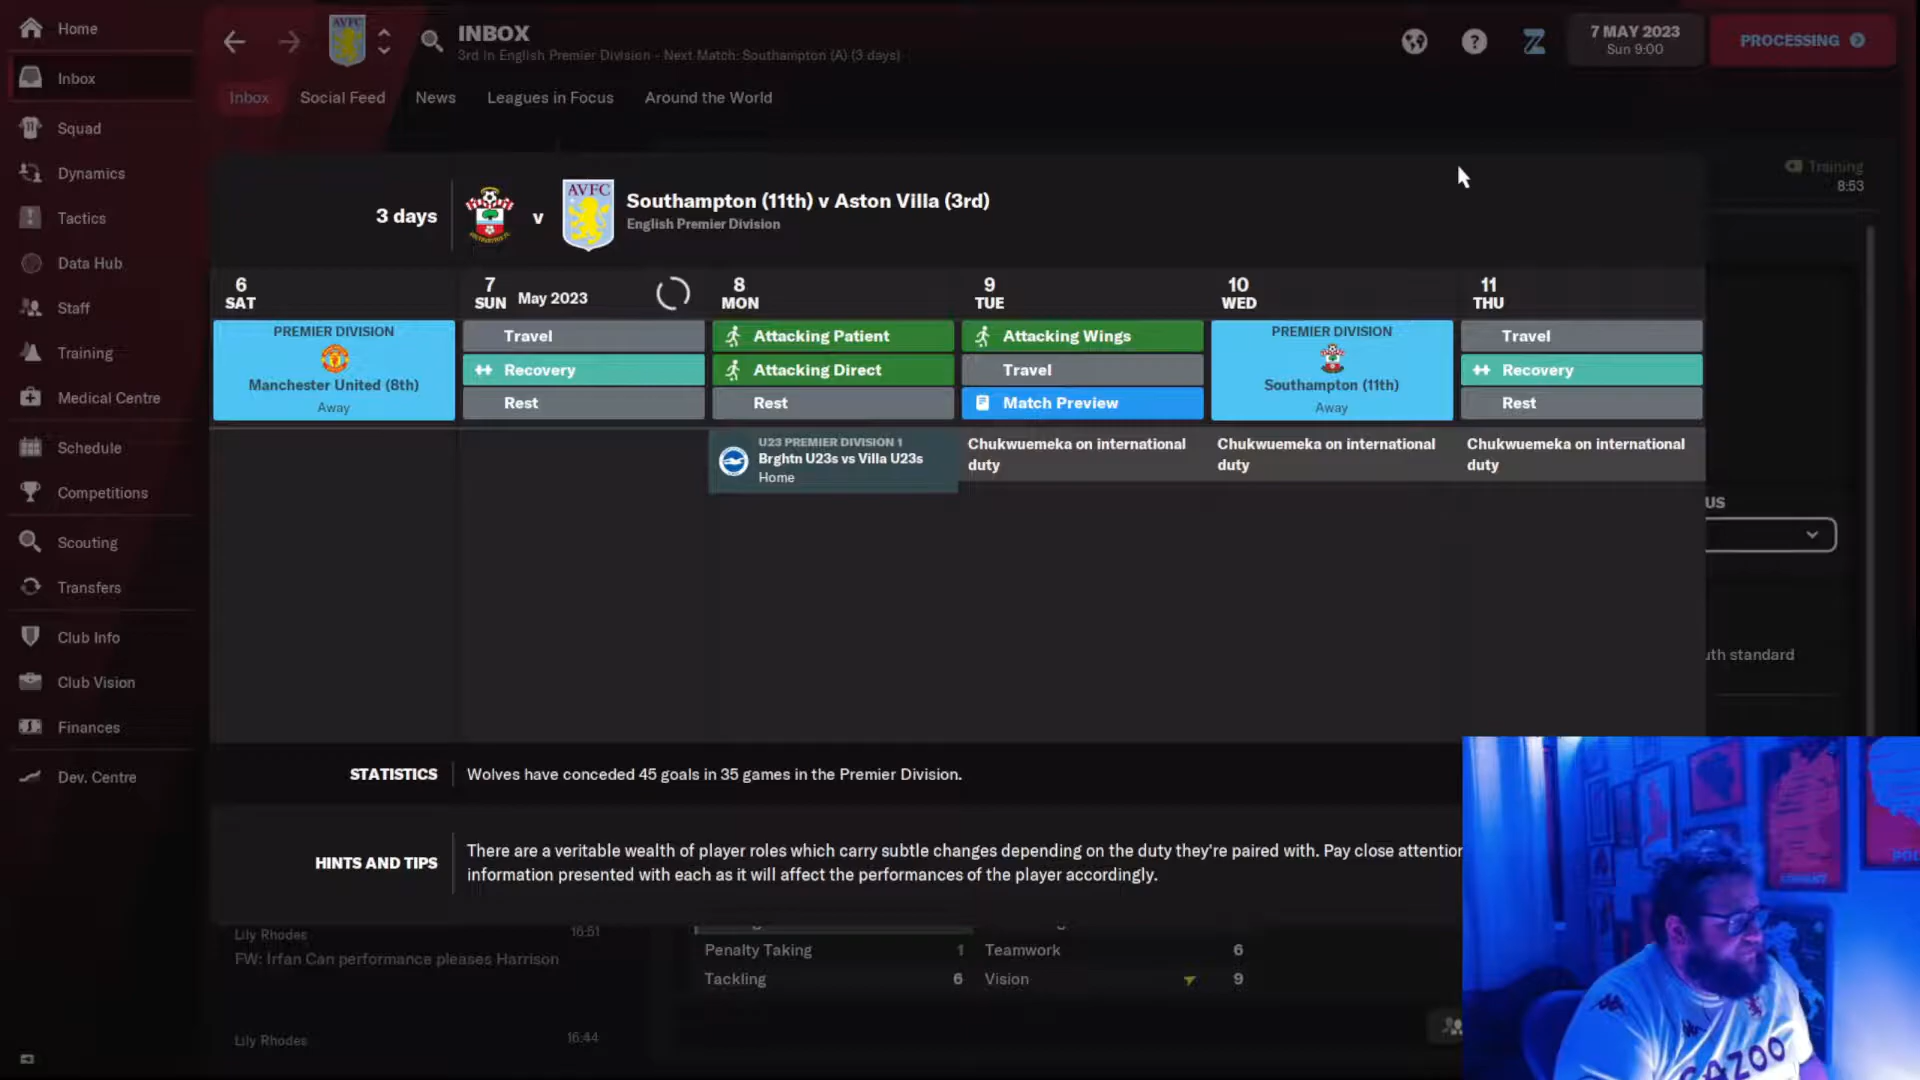 Home
Inbox
Squad
Dynamics
Tactics
Data Hub
Staff
Training
Medical Centre
Schedule
Competitions
Scouting
Transfers
Club Info
Club Vision
Finances
Dev. Centre
AVFC
INBOX
3rd In English Premier Division - Next Match: Southampton (A) (3 days)
7 MAY 2023
Sun 9:00
PROCESSING
Inbox Social Feed News Leagues in Focus Around the World
Training
8:53
3 days
v
AVFC
Southampton (11th) v Aston Villa (3rd)
English Premier Division
6
SAT
7
SUN May 2023
8
MON
9
TUE
10
WED
11
THU
PREMIER DIVISION
Manchester United (8th)
Away
Travel
Recovery
Rest
Attacking Patient
Attacking Direct
Rest
Attacking Wings
Travel
Match Preview
PREMIER DIVISION
Southampton (11th)
Away
Travel
Recovery
Rest
U23 PREMIER DIVISION 1
Brghtn U23s vs Villa U23s
Home
Chukwuemeka on international
duty
Chukwuemeka on international
duty
Chukwuemeka on international
duty
US
uth standard
STATISTICS
Wolves have conceded 45 goals in 35 games in the Premier Division.
HINTS AND TIPS
There are a veritable wealth of player roles which carry subtle changes depending on the duty they're paired with. Pay close attention
information presented with each as it will affect the performances of the player accordingly.
Lily Rhodes 16:51
FW: Irfan Can performance pleases Harrison
Lily Rhodes 16:44
Penalty Taking 1 Teamwork 6
Tackling 6 Vision 9
CAZOO